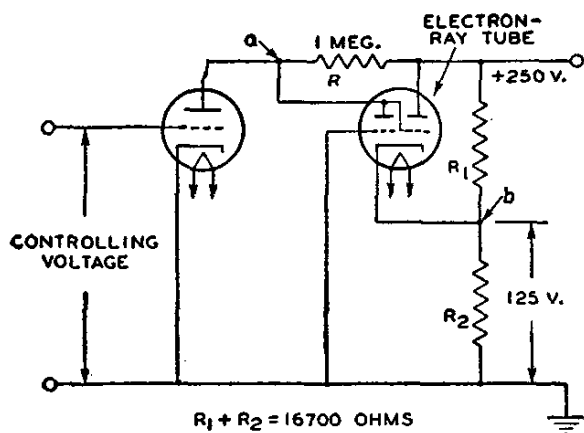 ELECTRON-
RAY TUBE
a
1 MEG.
R
+250 V.
R1
b
CONTROLLING
VOLTAGE
125 V.
R2
R1 + R2 = 16700 OHMS